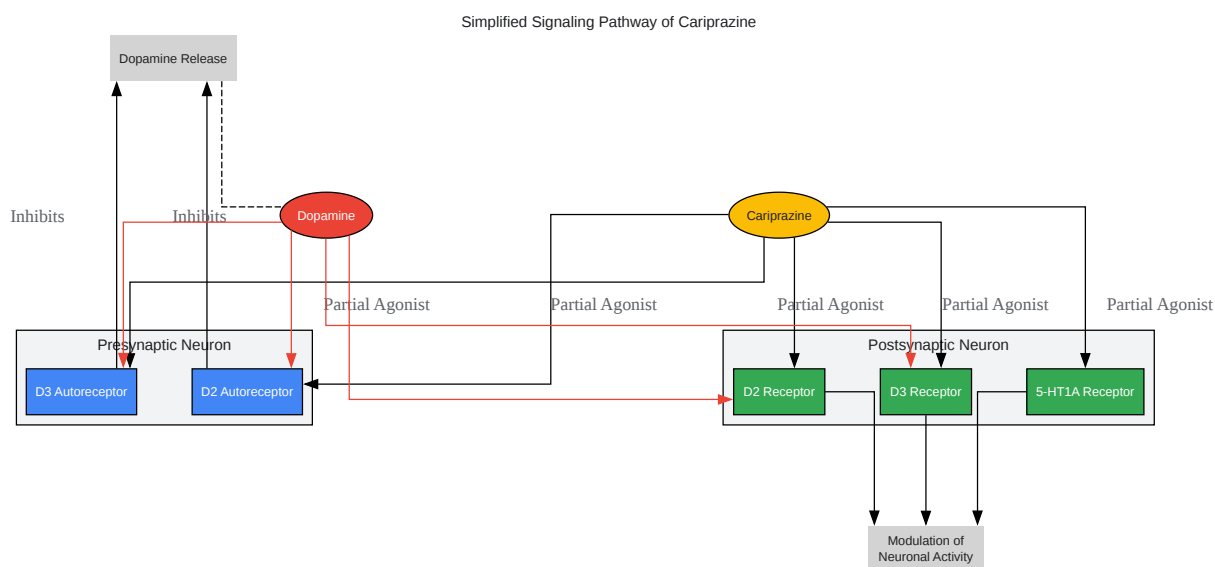 Simplified Signaling Pathway of Cariprazine
Dopamine Release
Inhibits
Inhibits
Dopamine
Cariprazine
Partial Agonist
Partial Agonist
Partial Agonist
Partial Agonist
Partial Agonist
Presynaptic Neuron
Postsynaptic Neuron
D3 Autoreceptor
D2 Autoreceptor
D2 Receptor
D3 Receptor
5-HT1A Receptor
Modulation of
Neuronal Activity